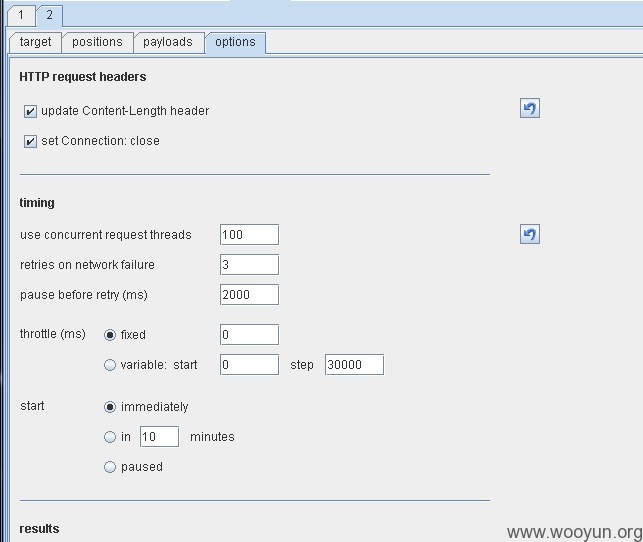 1 2
target positions payloads options
HTTP request headers
update Content-Length header
set Connection: close
timing
use concurrent request threads 100
retries on network failure 3
pause before retry (ms) 2000
throttle (ms) fixed 0
variable: start 0 step 30000
start immediately
in 10 minutes
paused
results
www.wooyun.org